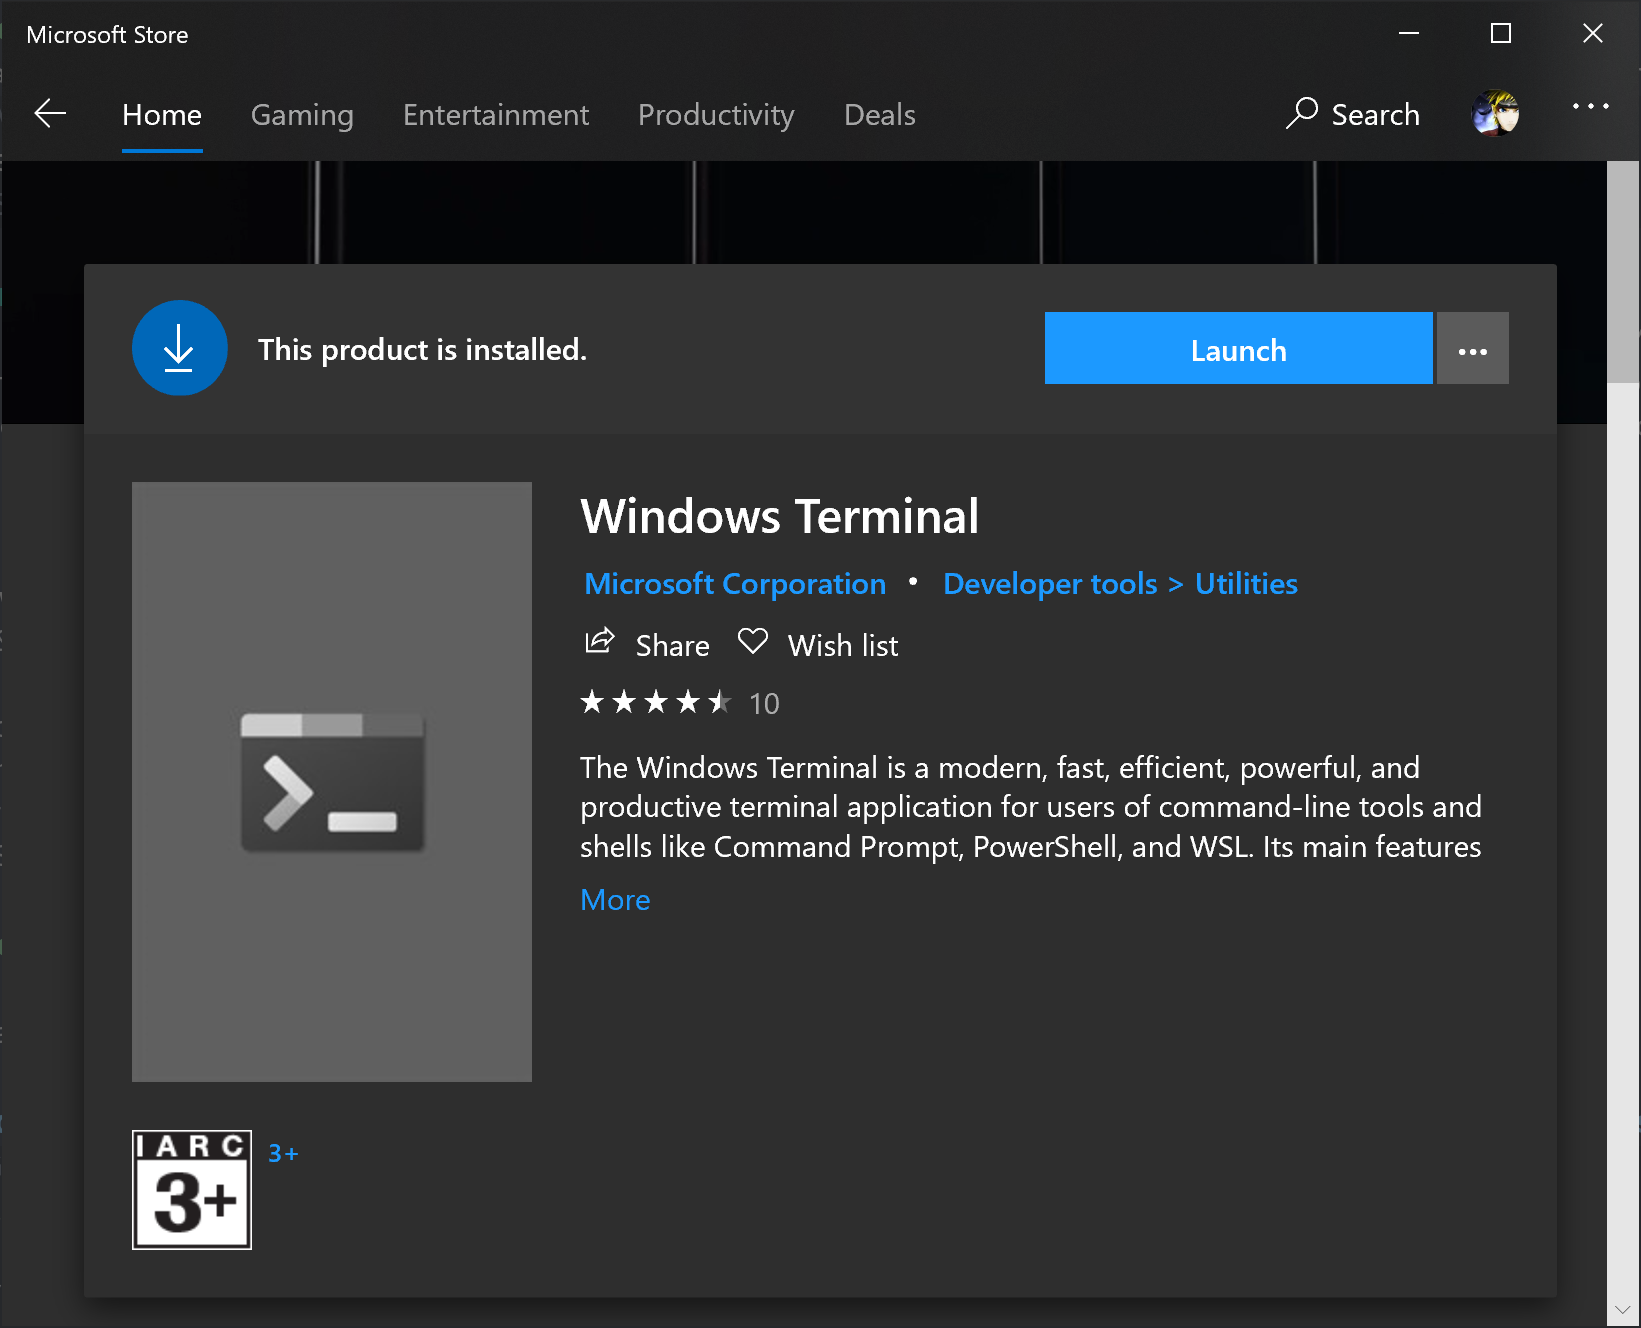 Microsoft Store
Home Gaming Entertainment Productivity Deals Search
This product is installed.
Launch
Windows Terminal
Microsoft Corporation • Developer tools > Utilities
Share Wish list
10
The Windows Terminal is a modern, fast, efficient, powerful, and
productive terminal application for users of command-line tools and
shells like Command Prompt, PowerShell, and WSL. Its main features
More
IARC
3+
3+